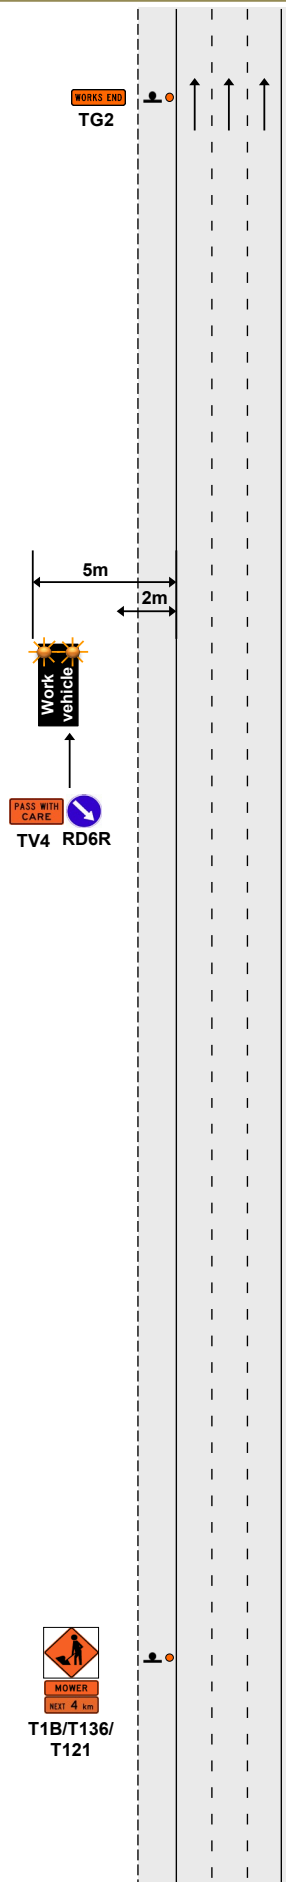 WORKS END
TG2
5m
2m
Work
vehicle
PASS WITH
CARE
TV4 RD6R
MOWER
NEXT 4 km
T1B/T136/
T121